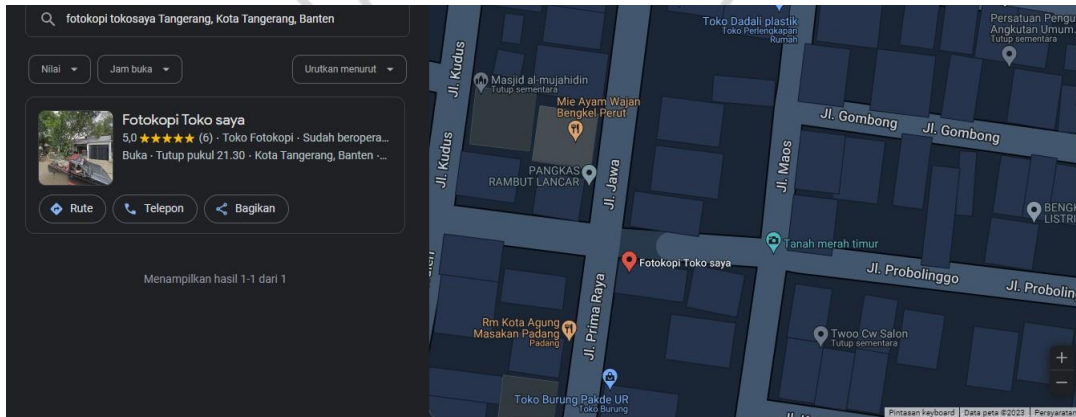 fotokopi tokosaya Tangerang, Kota Tangerang, Banten
Nilai
Jam buka
Urutkan menurut
Fotokopi Toko saya
5,0 ★★★★★ (6) · Toko Fotokopi · Sudah beropera...
Buka · Tutup pukul 21.30 · Kota Tangerang, Banten ·...
Rute
Telepon
Bagikan
Menampilkan hasil 1-1 dari 1
Toko Dadali plastik
Toko Perlengkapan
Rumah
Persatuan Pengu
Angkutan Umum.
Tutup sementara
Jl. Kudus
Masjid al-mujahidin
Tutup sementara
Mie Ayam Wajan
Bengkel Perut
Jl. Gombong
Jl. Gombong
Jl. Kudus
PANGKAS
RAMBUT LANCAR
Jl. Jawa
Jl. Maos
BENGK
LISTRI
Tanah merah timur
Fotokopi Toko saya
Jl. Probolinggo
Jl. Probolin
Rm Kota Agung
Masakan Padang
Padang
Jl. Prima Raya
Twoo Cw Salon
Tutup sementara
Toko Burung Pakde UR
Toko Burung
+
−
Pintasan keyboard
Data peta ©2023
Persyaratan